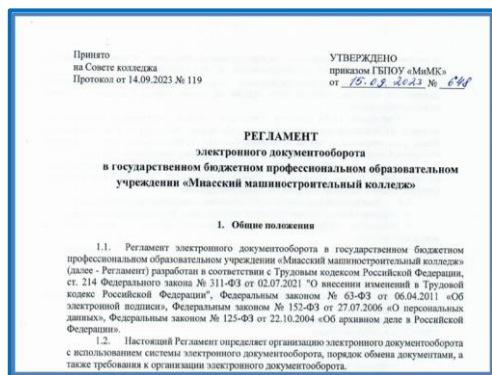 Принято
на Совете колледжа
Протокол от 14.09.2023 № 119
УТВЕРЖДЕНО
приказом ГБПОУ «МиМК»
от 15.09.2023 № 648
РЕГЛАМЕНТ
электронного документооборота
в государственном бюджетном профессиональном образовательном
учреждении «Миасский машиностроительный колледж»
1. Общие положения
1.1. Регламент электронного документооборота в государственном бюджетном
профессиональном образовательном учреждении «Миасский машиностроительный колледж»
(далее - Регламент) разработан в соответствии с Трудовым кодексом Российской Федерации,
ст. 214 Федерального закона № 311-ФЗ от 02.07.2021 "О внесении изменений в Трудовой
кодекс Российской Федерации", Федеральным законом № 63-ФЗ от 06.04.2011 «Об
электронной подписи», Федеральным законом № 152-ФЗ от 27.07.2006 «О персональных
данных», Федеральным законом № 125-ФЗ от 22.10.2004 «Об архивном деле в Российской
Федерации».
1.2. Настоящий Регламент определяет организацию электронного документооборота
с использованием системы электронного документооборота, порядок обмена документами, а
также требования к организации электронного документооборота.